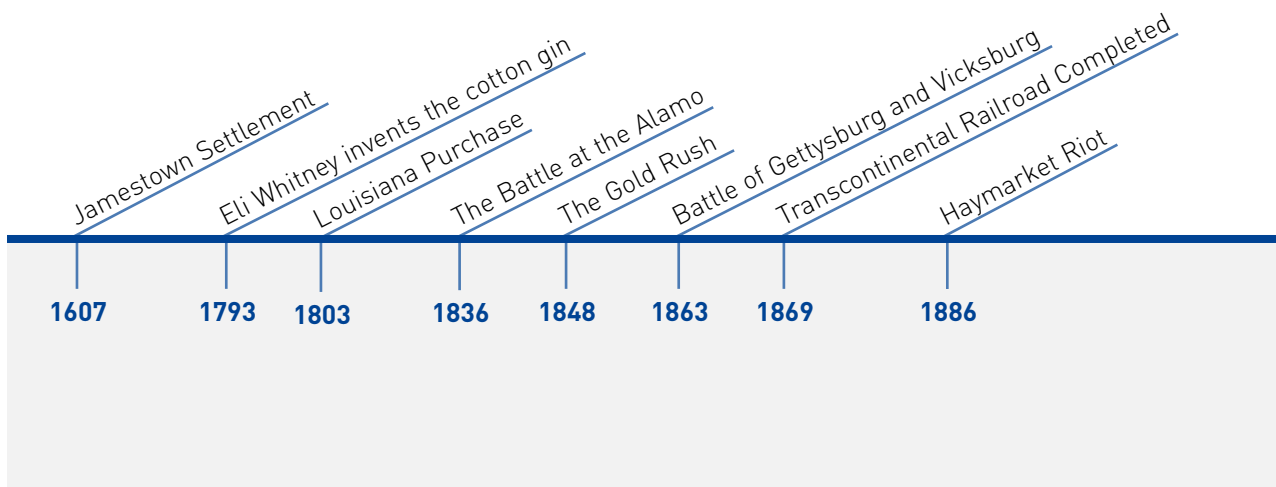 Jamestown Settlement
Eli Whitney invents the cotton gin
Louisiana Purchase
The Battle at the Alamo
The Gold Rush
Battle of Gettysburg and Vicksburg
Transcontinental Railroad Completed
Haymarket Riot
1607
1793
1803
1836
1848
1863
1869
1886